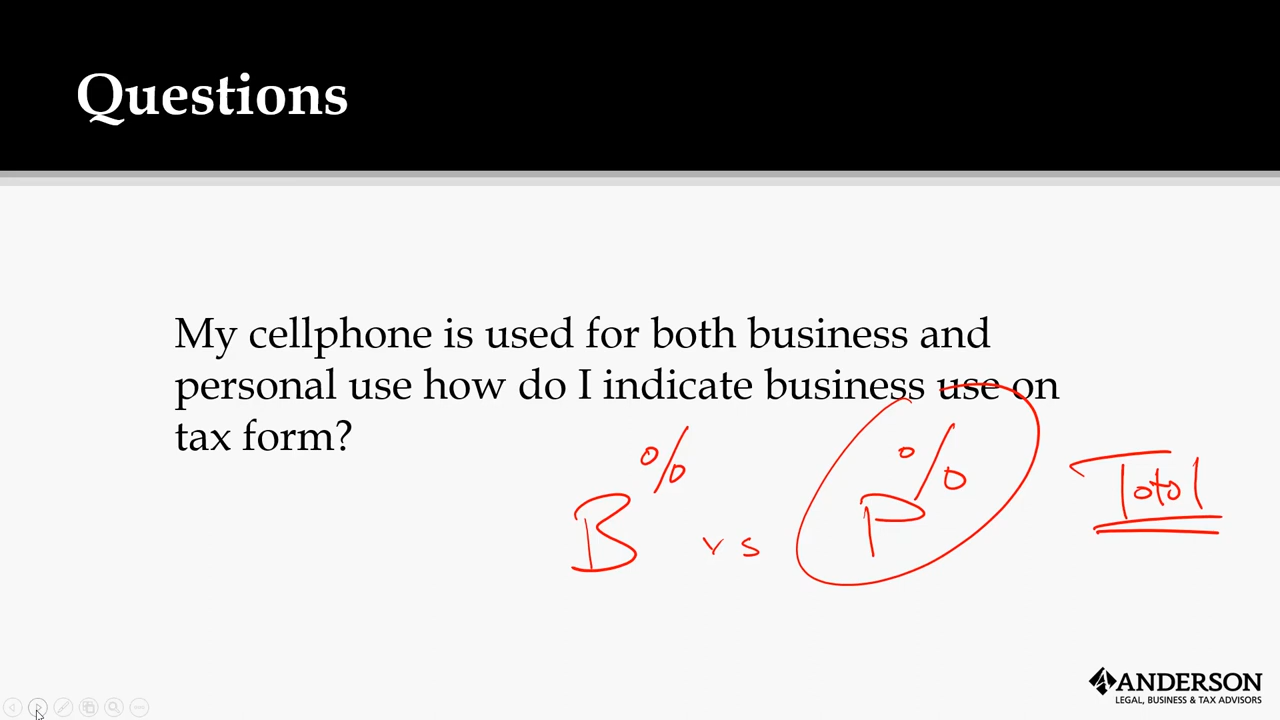 Questions
My cellphone is used for both business and
personal use how do I indicate business use on
tax form?
B % vs P % Total
ANDERSON
LEGAL, BUSINESS & TAX ADVISORS